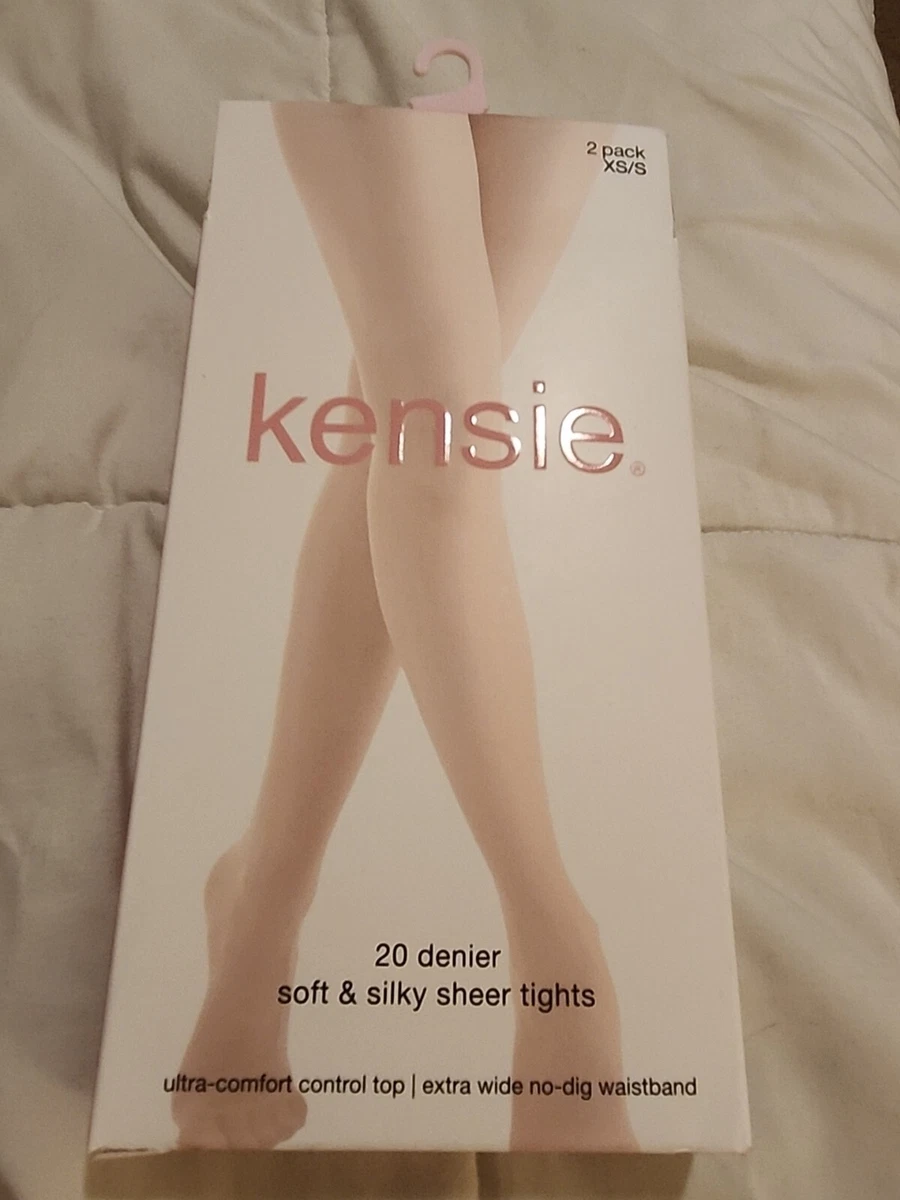 2 pack
XS/S
kensie®
20 denier
soft & silky sheer tights
ultra-comfort control top | extra wide no-dig waistband